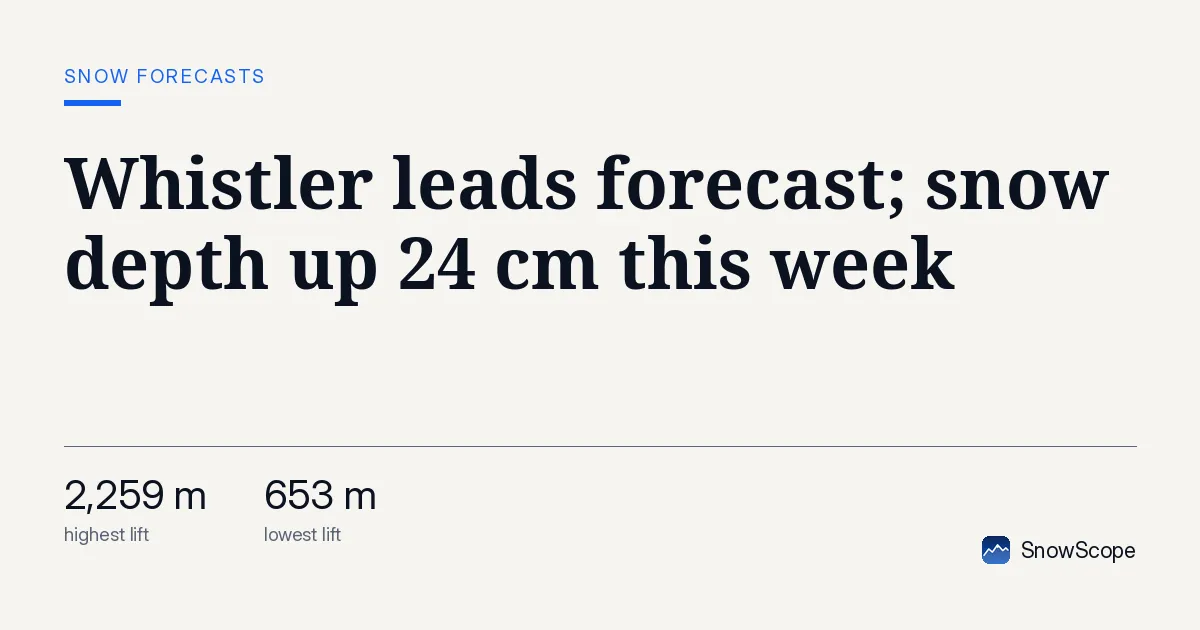 SNOW FORECASTS
Whistler leads forecast; snow
depth up 24 cm this week
2,259 m
highest lift
653 m
lowest lift
SnowScope